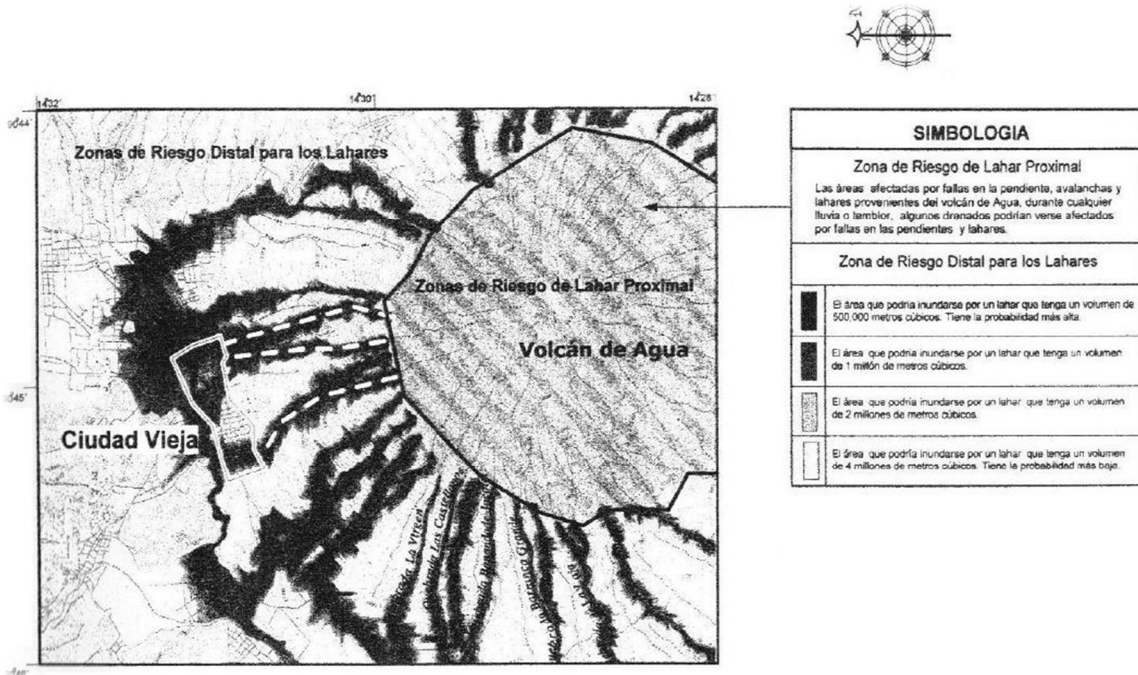 14°32'
14°30'
14°28'
Zonas de Riesgo Distal para los Lahares
Zonas de Riesgo de Lahar Proximal
Volcán de Agua
Ciudad Vieja
La Virgen
Las Cañas
Barranca Grande
SIMBOLOGIA
Zona de Riesgo de Lahar Proximal
Las áreas afectadas por fallas en la pendiente, avalanchas y
lahares provenientes del volcán de Agua, durante cualquier
lluvia o temblor, algunos drenados podrían verse afectados
por fallas en las pendientes y lahares.
Zona de Riesgo Distal para los Lahares
El área que podría inundarse por un lahar que tenga un volumen de
500,000 metros cúbicos. Tiene la probabilidad más alta.
El área que podría inundarse por un lahar que tenga un volumen
de 1 millón de metros cúbicos.
El área que podría inundarse por un lahar que tenga un volumen
de 2 millones de metros cúbicos.
El área que podría inundarse por un lahar que tenga un volumen
de 4 millones de metros cúbicos. Tiene la probabilidad más baja.